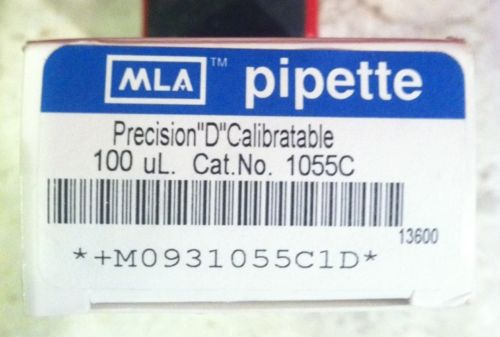 MLA™ pipette
Precision"D"Calibratable
100 uL. Cat.No. 1055C
13600
*+M0931055C1D*